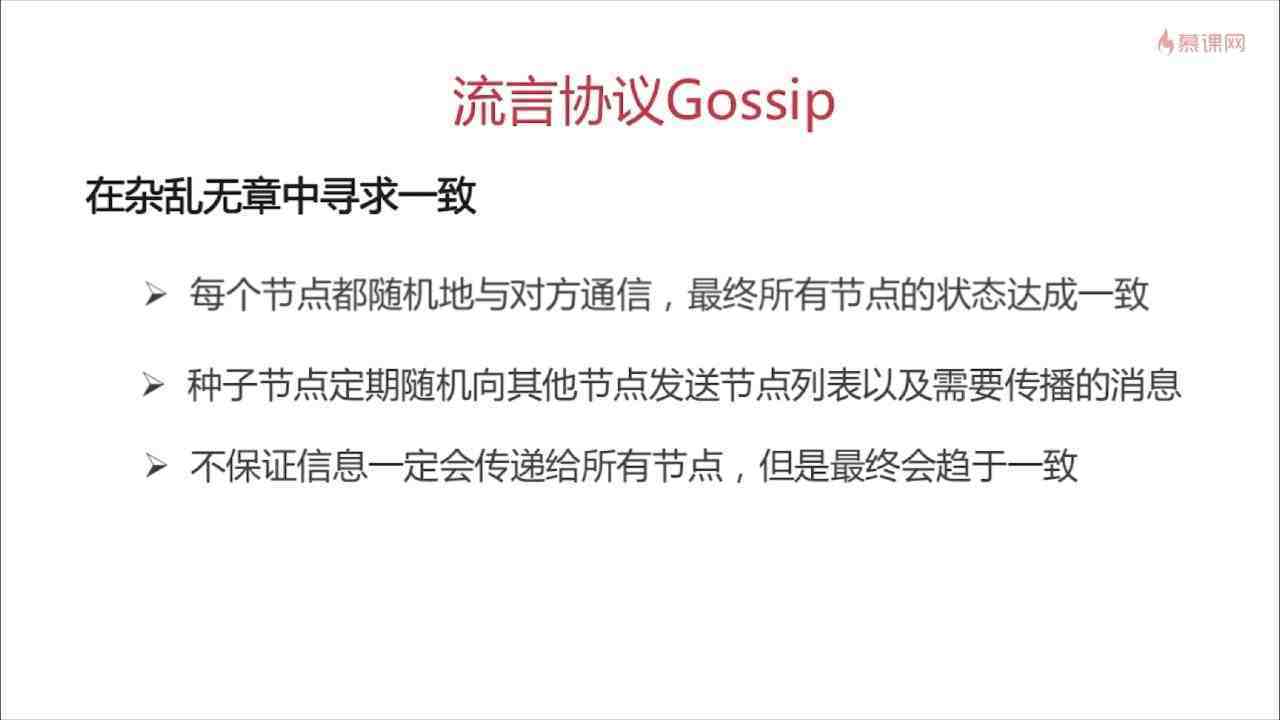 慕课网
流言协议Gossip
在杂乱无章中寻求一致
➢ 每个节点都随机地与对方通信，最终所有节点的状态达成一致
➢ 种子节点定期随机向其他节点发送节点列表以及需要传播的消息
➢ 不保证信息一定会传递给所有节点，但是最终会趋于一致